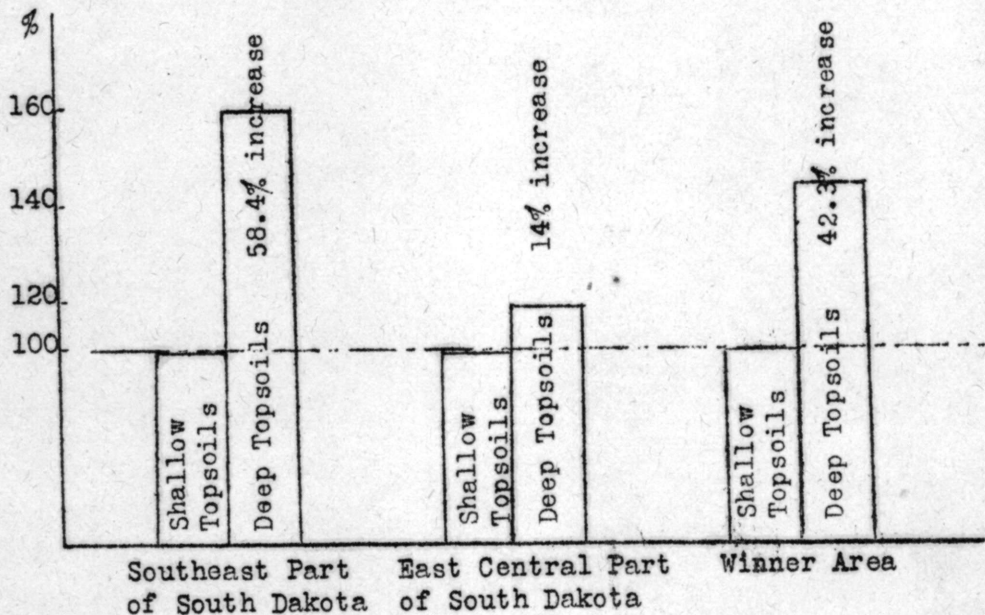 %
160
140
120
100
58.4% increase
14% increase
42.3% increase
Shallow
Topsoils
Deep Topsoils
Shallow
Topsoils
Deep Topsoils
Shallow
Topsoils
Deep Topsoils
Southeast Part
of South Dakota
East Central Part
of South Dakota
Winner Area